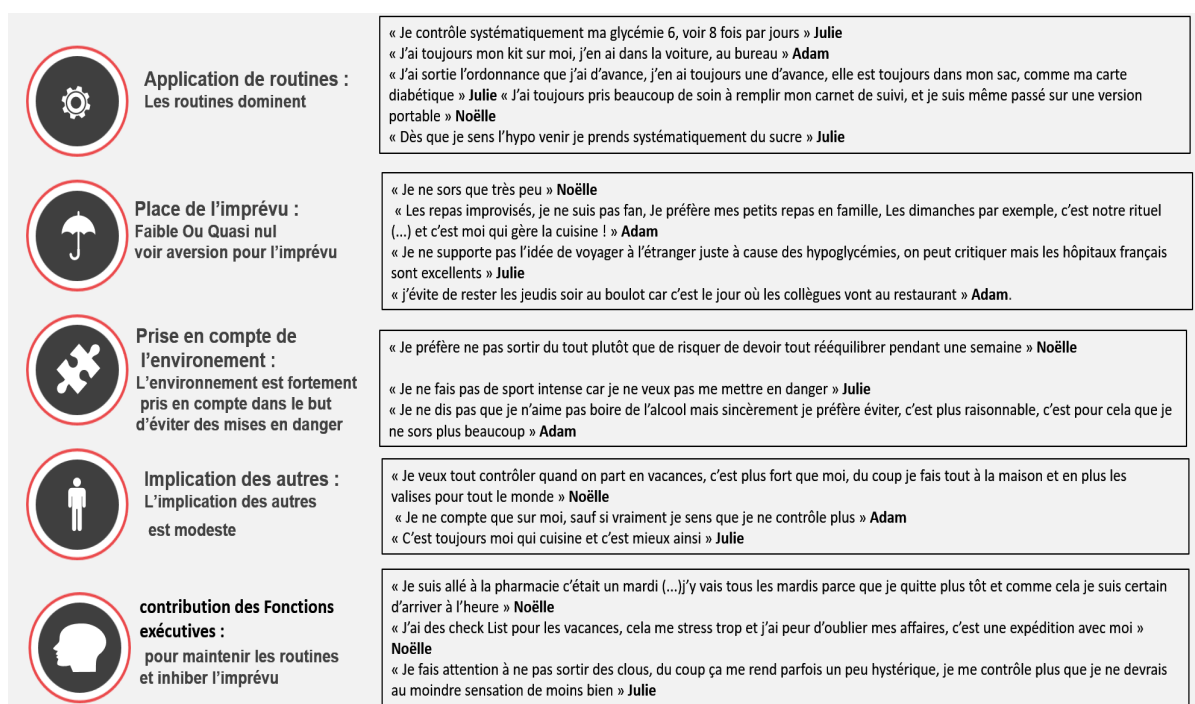 Application de routines :
Les routines dominent
« Je contrôle systématiquement ma glycémie 6, voir 8 fois par jours » Julie
« J’ai toujours mon kit sur moi, j’en ai dans la voiture, au bureau » Adam
« J’ai sortie l’ordonnance que j’ai d’avance, j’en ai toujours une d’avance, elle est toujours dans mon sac, comme ma carte
diabétique » Julie « J’ai toujours pris beaucoup de soin à remplir mon carnet de suivi, et je suis même passé sur une version
portable » Noëlle
« Dès que je sens l’hypo venir je prends systématiquement du sucre » Julie
Place de l’imprévu :
Faible Ou Quasi nul
voir aversion pour l’imprévu
« Je ne sors que très peu » Noëlle
« Les repas improvisés, je ne suis pas fan, Je préfère mes petits repas en famille, Les dimanches par exemple, c’est notre rituel
(...) et c’est moi qui gère la cuisine ! » Adam
« Je ne supporte pas l’idée de voyager à l’étranger juste à cause des hypoglycémies, on peut critiquer mais les hôpitaux français
sont excellents » Julie
« j’évite de rester les jeudis soir au boulot car c’est le jour où les collègues vont au restaurant » Adam.
Prise en compte de
l’environement :
L’environnement est fortement
pris en compte dans le but
d’éviter des mises en danger
« Je préfère ne pas sortir du tout plutôt que de risquer de devoir tout rééquilibrer pendant une semaine » Noëlle
« Je ne fais pas de sport intense car je ne veux pas me mettre en danger » Julie
« Je ne dis pas que je n’aime pas boire de l’alcool mais sincèrement je préfère éviter, c’est plus raisonnable, c’est pour cela que je
ne sors plus beaucoup » Adam
Implication des autres :
L’implication des autres
est modeste
« Je veux tout contrôler quand on part en vacances, c’est plus fort que moi, du coup je fais tout à la maison et en plus les
valises pour tout le monde » Noëlle
« Je ne compte que sur moi, sauf si vraiment je sens que je ne contrôle plus » Adam
« C’est toujours moi qui cuisine et c’est mieux ainsi » Julie
contribution des Fonctions
exécutives :
pour maintenir les routines
et inhiber l’imprévu
« Je suis allé à la pharmacie c’était un mardi (...)j’y vais tous les mardis parce que je quitte plus tôt et comme cela je suis certain
d’arriver à l’heure » Noëlle
« J’ai des check List pour les vacances, cela me stress trop et j’ai peur d’oublier mes affaires, c’est une expédition avec moi »
Noëlle
« Je fais attention à ne pas sortir des clous, du coup ça me rend parfois un peu hystérique, je me contrôle plus que je ne devrais
au moindre sensation de moins bien » Julie